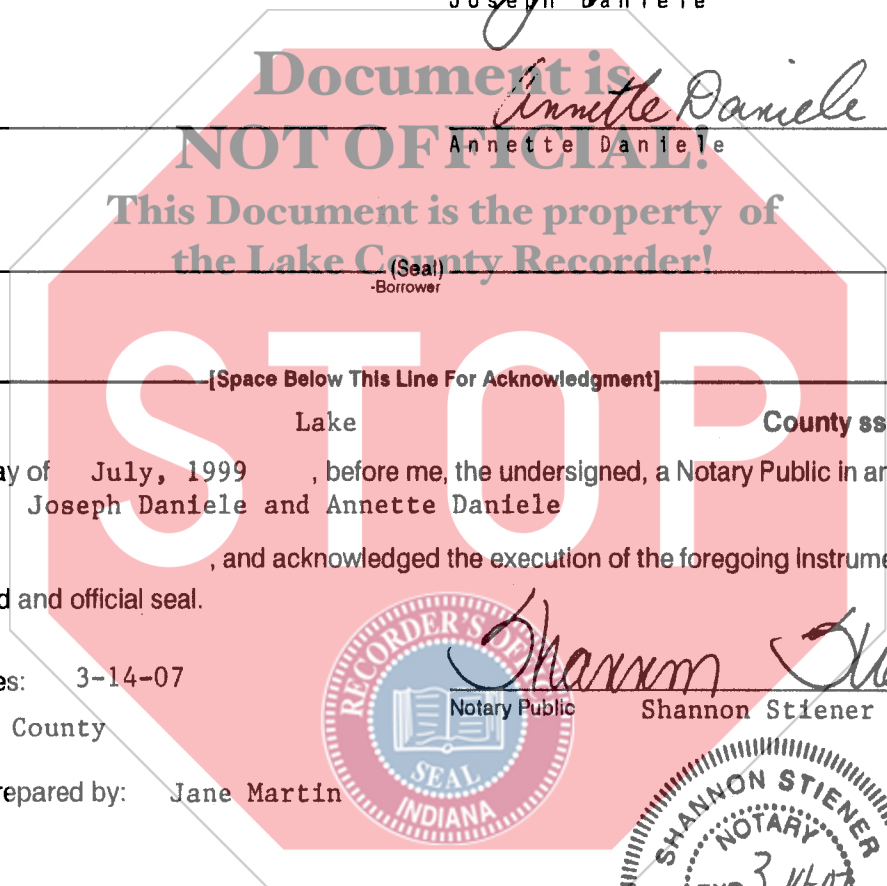 Joseph Daniele
Document is
Annette Daniele
NOT OFFICIAL!
Annette Daniele
This Document is the property of
the Lake County Recorder!
(Seal)
-Borrower
STOP
[Space Below This Line For Acknowledgment]
Lake County ss
ay of July, 1999 , before me, the undersigned, a Notary Public in an
Joseph Daniele and Annette Daniele
, and acknowledged the execution of the foregoing instrume
d and official seal.
RECORDER'S OFFICE
SEAL
INDIANA
Shannon
es: 3-14-07
Notary Public Shannon Stiener
County
repared by: Jane Martin
SHANNON STIENER
NOTARY